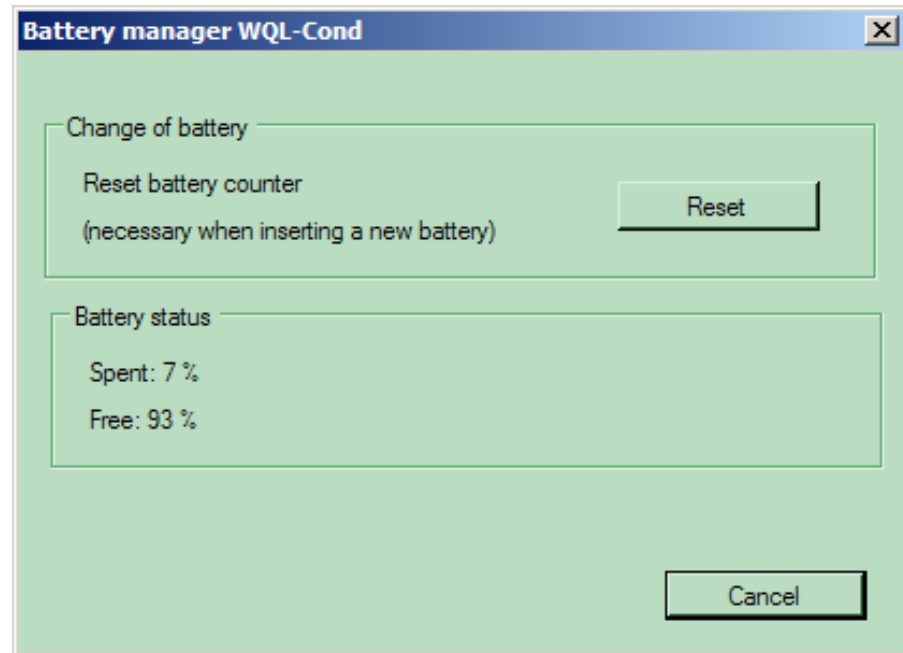 Battery manager WQL-Cond
Change of battery
Reset battery counter
(necessary when inserting a new battery)
Reset
Battery status
Spent: 7 %
Free: 93 %
Cancel